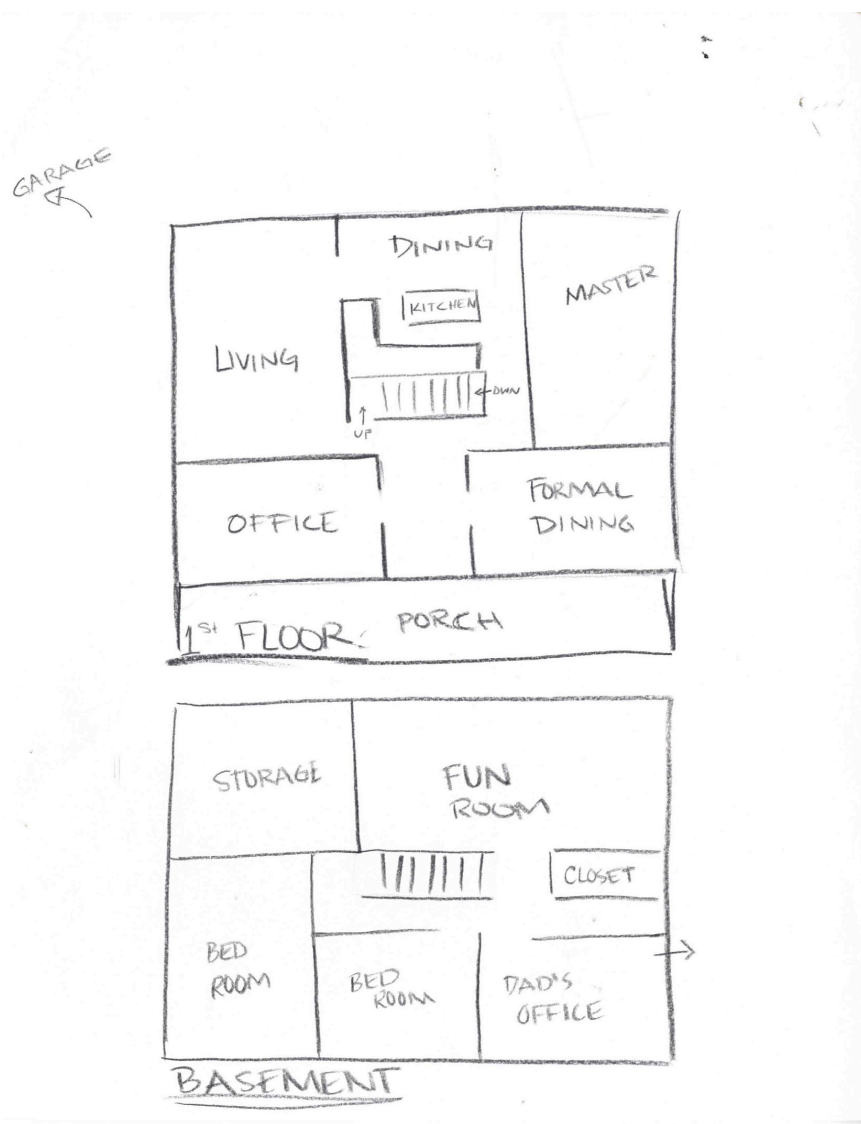 GARAGE
DINING
MASTER
KITCHEN
LIVING
DWN
UP
FORMAL
DINING
OFFICE
PORCH
1ST FLOOR:
STORAGE
FUN
ROOM
CLOSET
BED
ROOM
BED
ROOM
DAD'S
OFFICE
BASEMENT